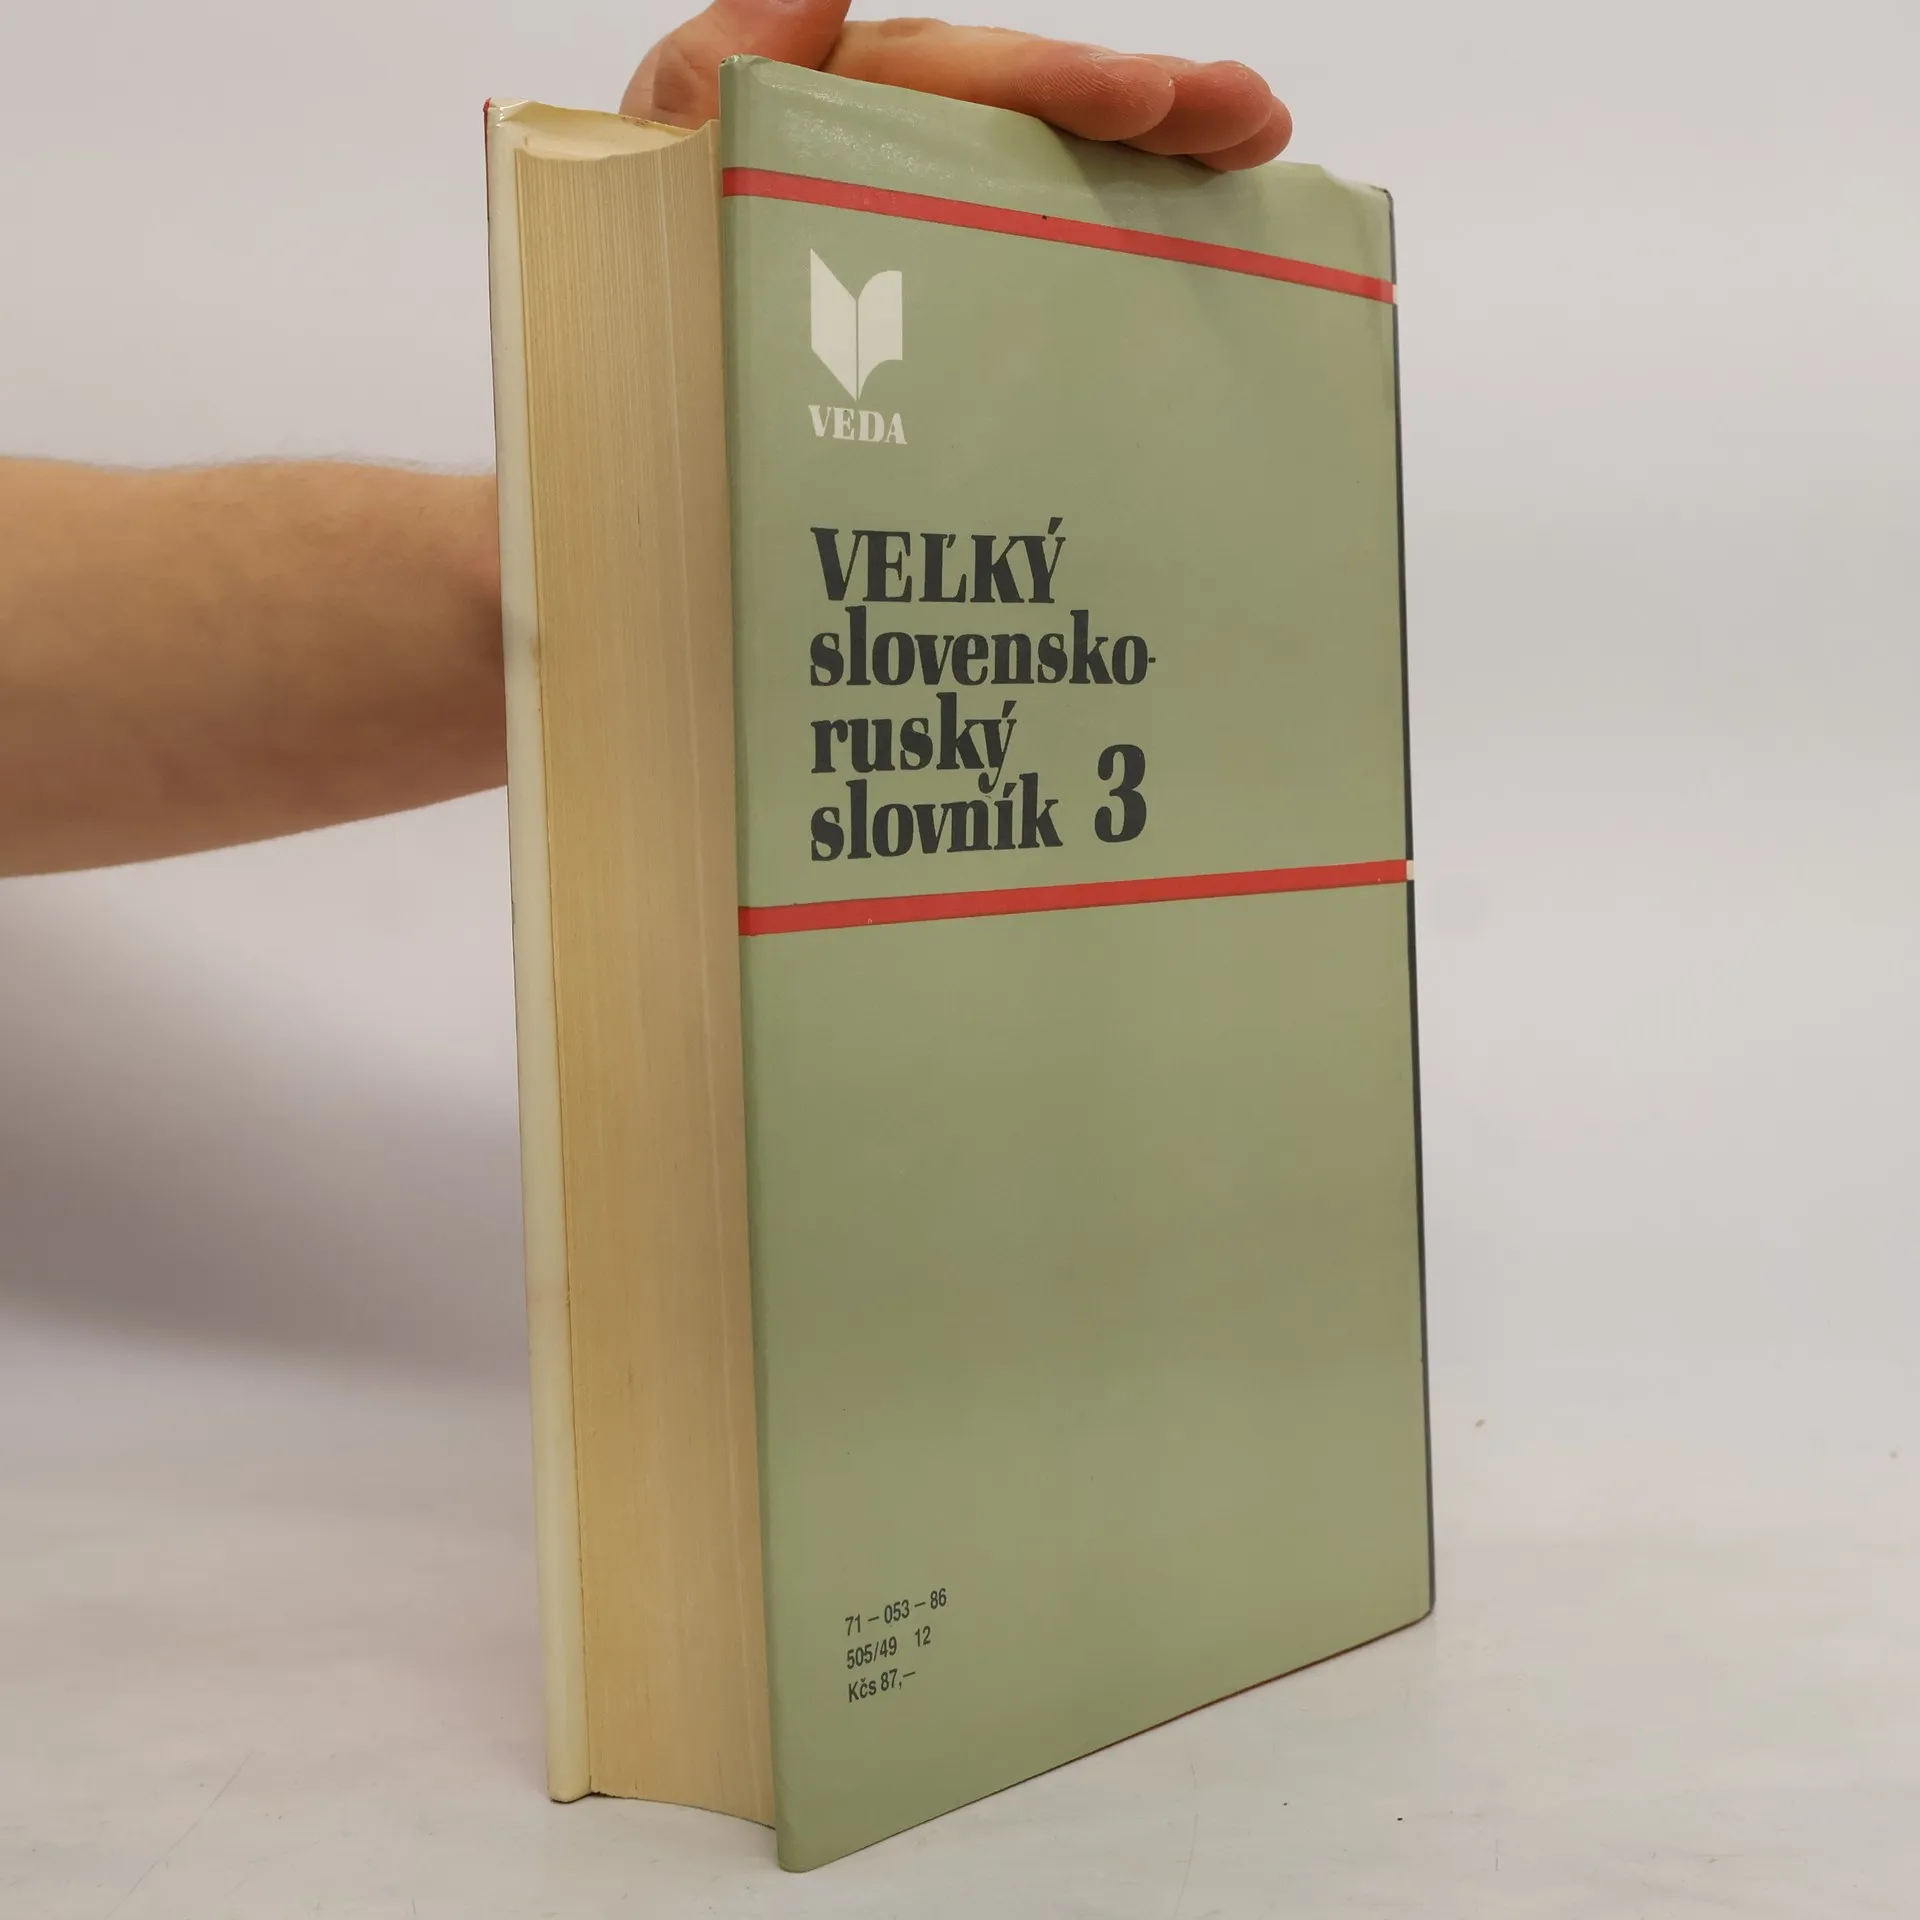 VEDA
VEĽKÝ
slovensko-
ruský
slovník 3
71 – 053 – 86
505/49 12
Kčs 87,–